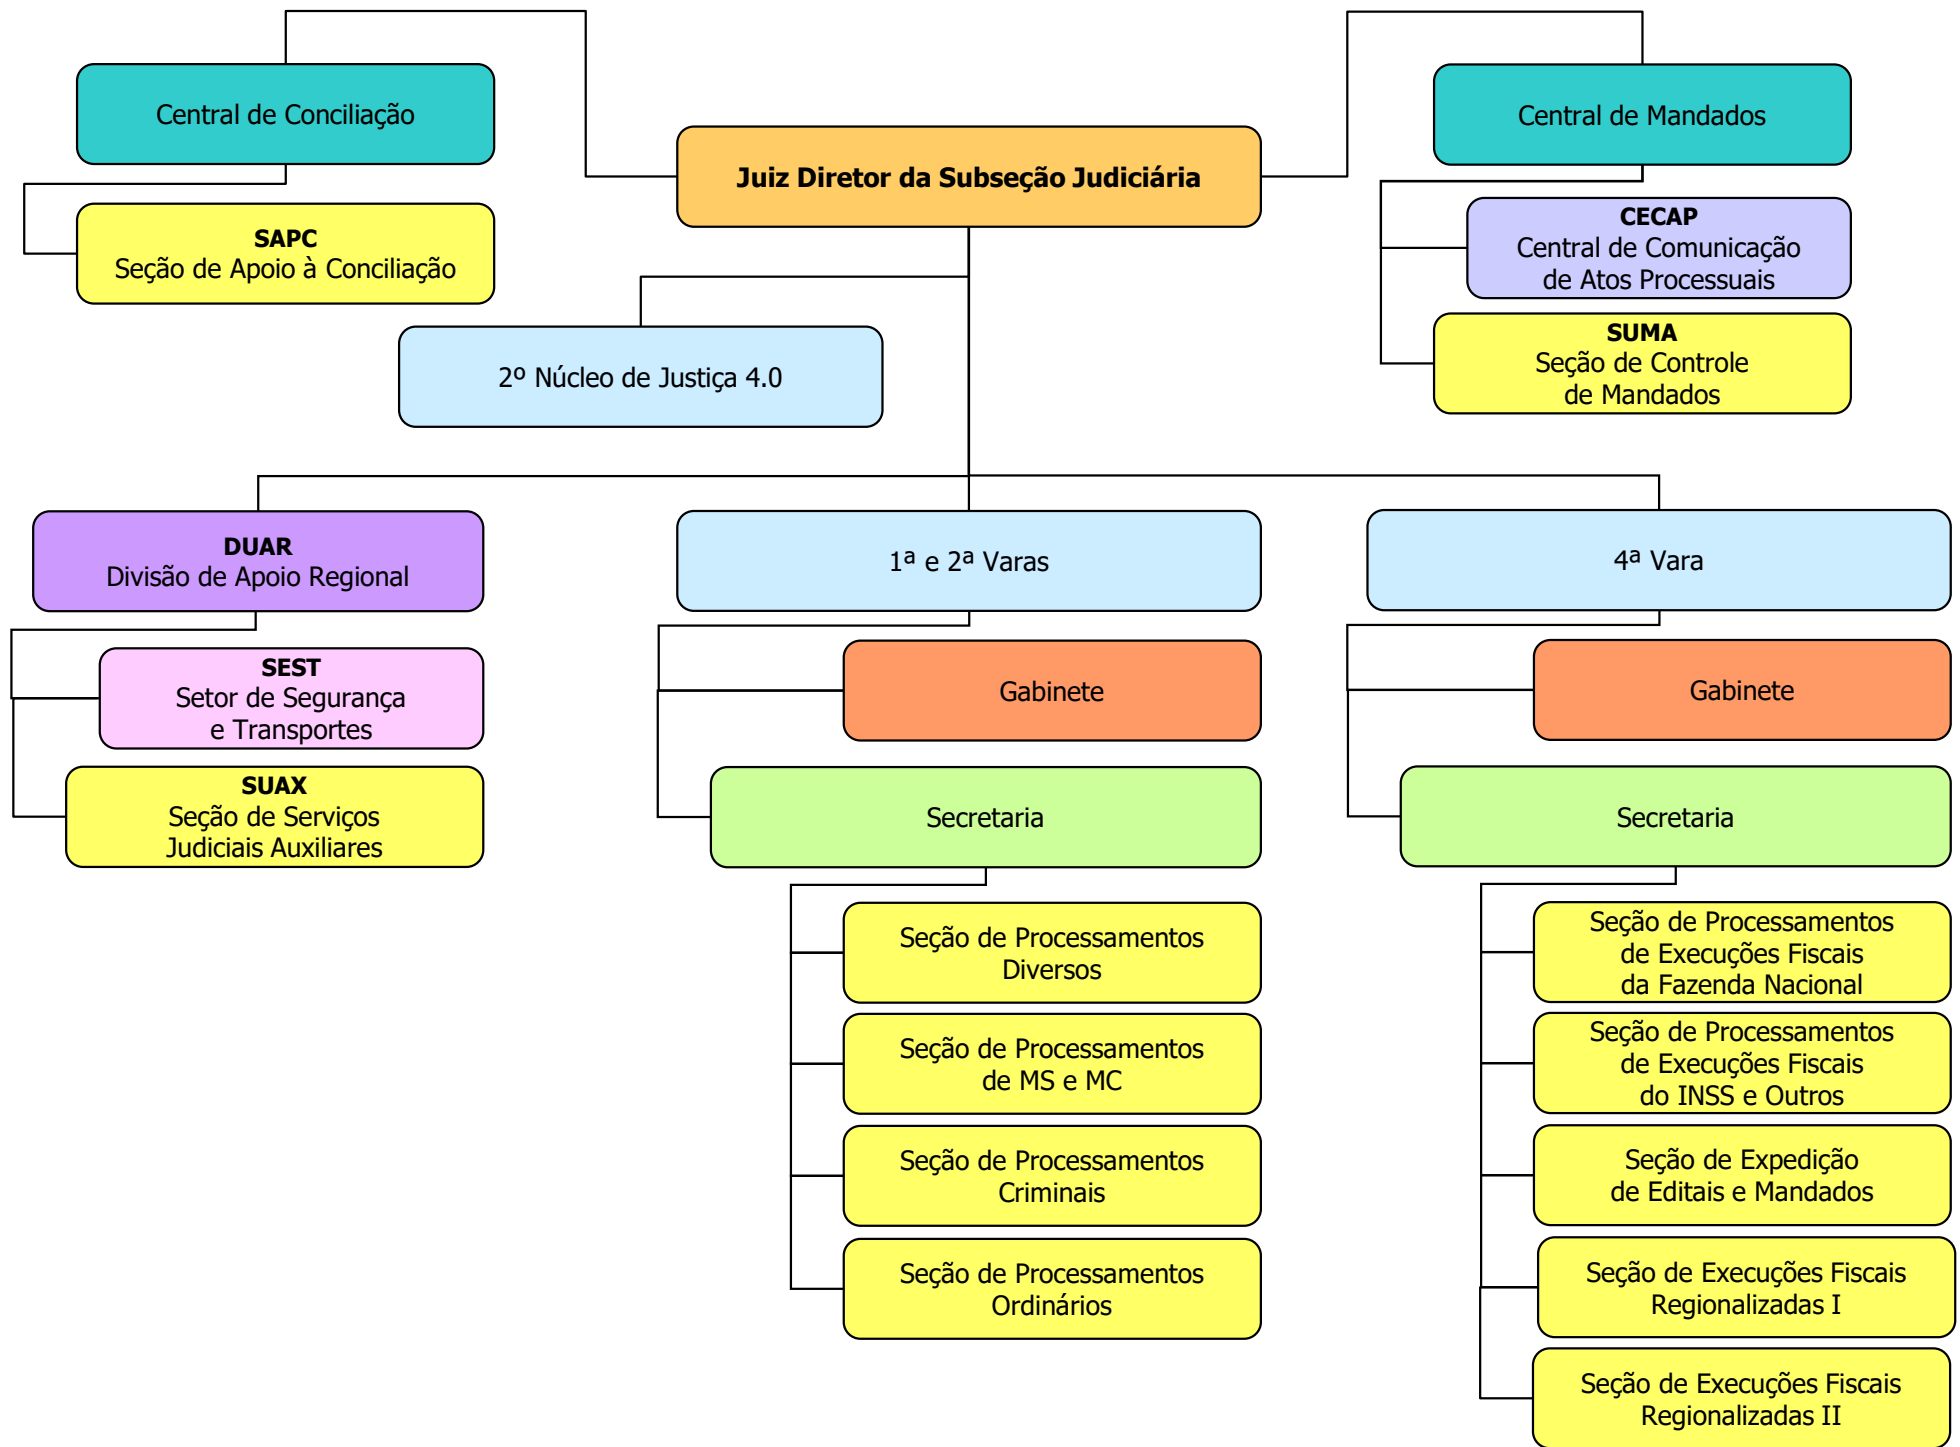 Central de Conciliação
Central de Mandados
Juiz Diretor da Subseção Judiciária
SAPC
Seção de Apoio à Conciliação
CECAP
Central de Comunicação
de Atos Processuais
SUMA
Seção de Controle
de Mandados
2º Núcleo de Justiça 4.0
DUAR
Divisão de Apoio Regional
SEST
Setor de Segurança
e Transportes
SUAX
Seção de Serviços
Judiciais Auxiliares
1ª e 2ª Varas
Gabinete
Secretaria
Seção de Processamentos
Diversos
Seção de Processamentos
de MS e MC
Seção de Processamentos
Criminais
Seção de Processamentos
Ordinários
4ª Vara
Gabinete
Secretaria
Seção de Processamentos
de Execuções Fiscais
da Fazenda Nacional
Seção de Processamentos
de Execuções Fiscais
do INSS e Outros
Seção de Expedição
de Editais e Mandados
Seção de Execuções Fiscais
Regionalizadas I
Seção de Execuções Fiscais
Regionalizadas II